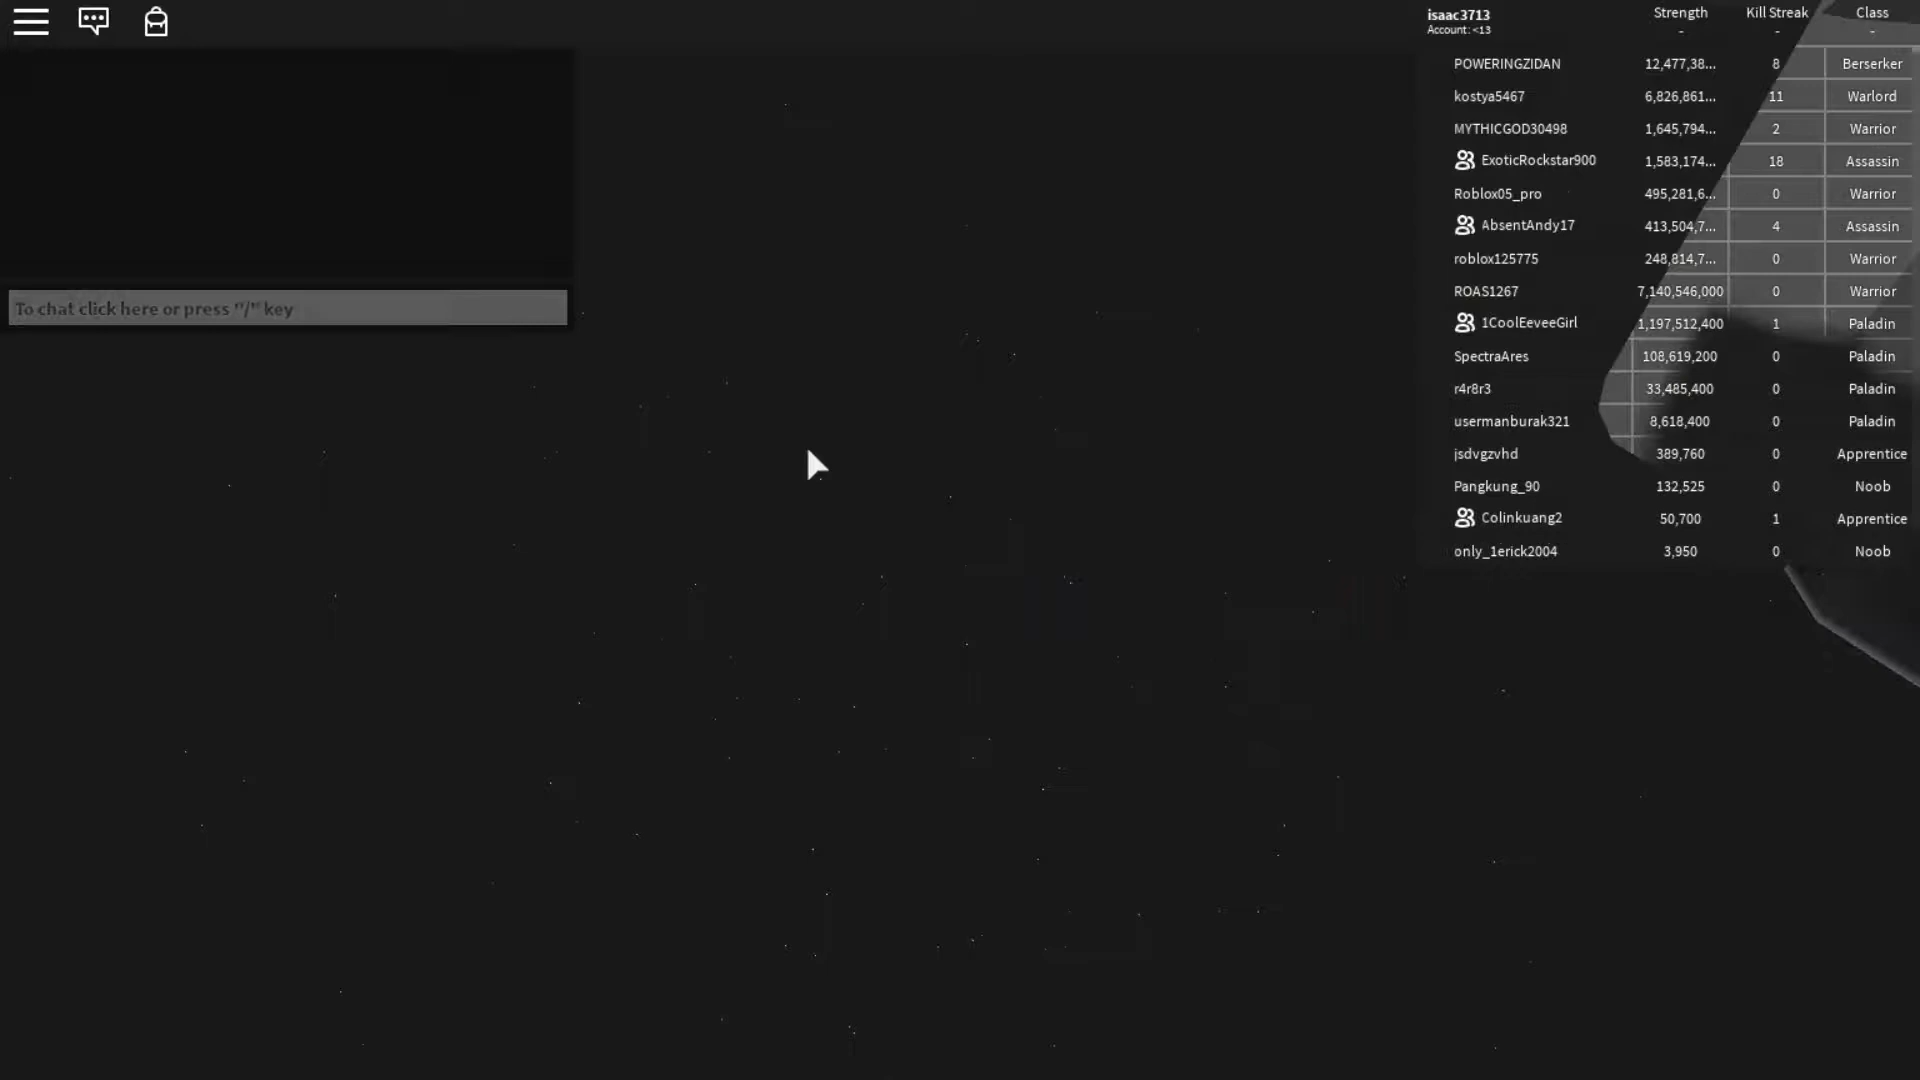 isaac3713 Strength Kill Streak Class
Account: <13 - - -
POWERINGZIDAN 12,477,38... 8 Berserker
kostya5467 6,826,861... 11 Warlord
MYTHICGOD30498 1,645,794... 2 Warrior
ExoticRockstar900 1,583,174... 18 Assassin
Roblox05_pro 495,281,6... 0 Warrior
AbsentAndy17 413,504,7... 4 Assassin
roblox125775 248,814,7... 0 Warrior
ROAS1267 7,140,546,000 0 Warrior
To chat click here or press "/" key
1CoolEeveeGirl 1,197,512,400 1 Paladin
SpectraAres 108,619,200 0 Paladin
r4r8r3 33,485,400 0 Paladin
usermanburak321 8,618,400 0 Paladin
jsdvgzvhd 389,760 0 Apprentice
Pangkung_90 132,525 0 Noob
Colinkuang2 50,700 1 Apprentice
only_1erick2004 3,950 0 Noob